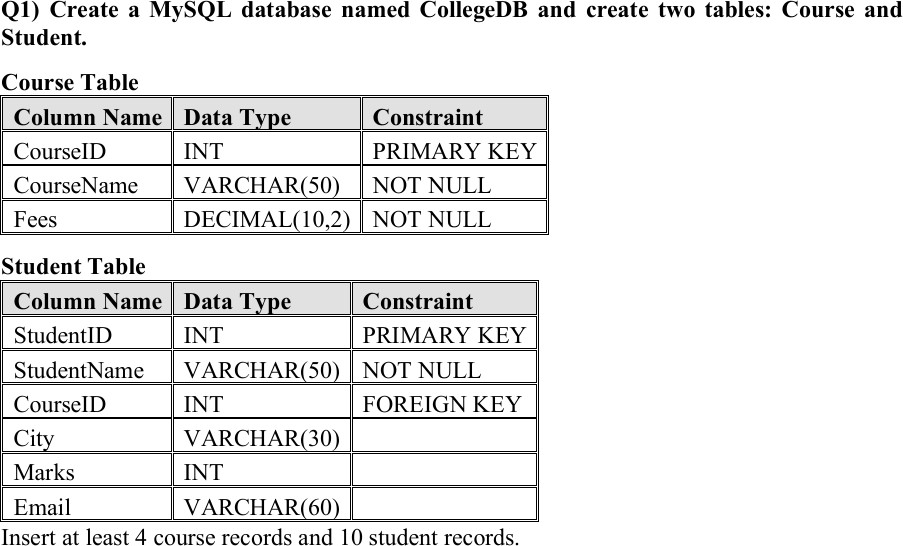 Q1) Create a MySQL database named CollegeDB and create two tables: Course and
Student.
Course Table
Column Name Data Type Constraint
CourseID INT PRIMARY KEY
CourseName VARCHAR(50) NOT NULL
Fees DECIMAL(10,2) NOT NULL
Student Table
Column Name Data Type Constraint
StudentID INT PRIMARY KEY
StudentName VARCHAR(50) NOT NULL
CourseID INT FOREIGN KEY
City VARCHAR(30)
Marks INT
Email VARCHAR(60)
Insert at least 4 course records and 10 student records.